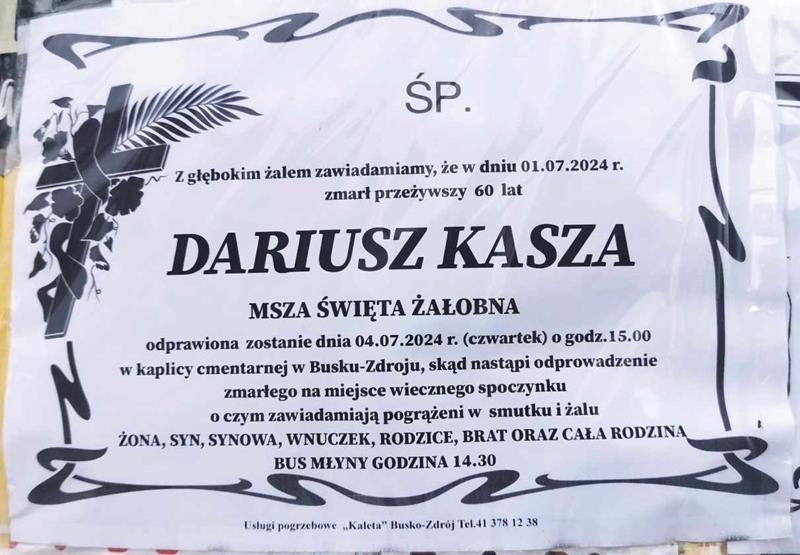 ŚP.
Z głębokim żalem zawiadamiamy, że w dniu 01.07.2024 r.
zmarł przeżywszy 60 lat
DARIUSZ KASZA
MSZA ŚWIĘTA ŻAŁOBNA
odprawiona zostanie dnia 04.07.2024 r. (czwartek) o godz.15.00
w kaplicy cmentarnej w Busku-Zdroju, skąd nastąpi odprowadzenie
zmarłego na miejsce wiecznego spoczynku
o czym zawiadamiają pogrążeni w smutku i żalu
ŻONA, SYN, SYNOWA, WNUCZEK, RODZICE, BRAT ORAZ CAŁA RODZINA
BUS MŁYNY GODZINA 14.30
Usługi pogrzebowe „Kaleta" Busko-Zdrój Tel.41 378 12 38